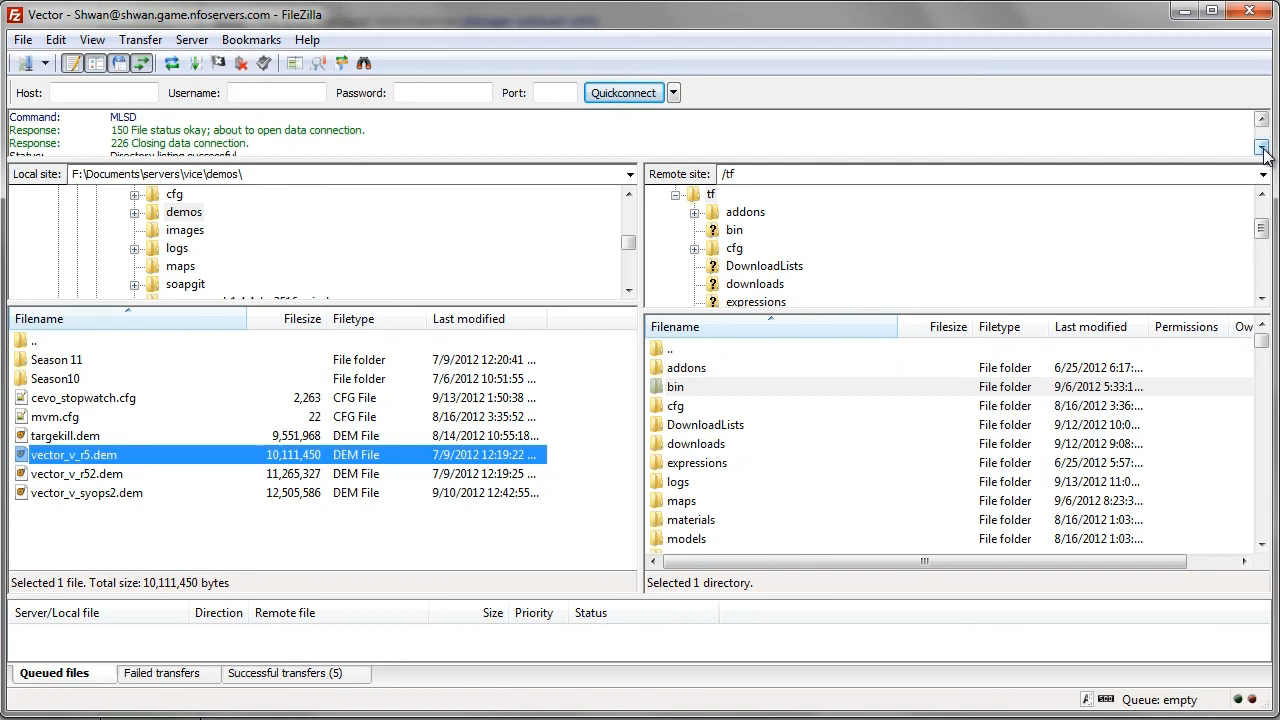 Vector - Shwan@shwan.game.nfoservers.com - FileZilla
File Edit View Transfer Server Bookmarks Help
Host: Username: Password: Port: Quickconnect
Command: MLSD
Response: 150 File status okay; about to open data connection.
Response: 226 Closing data connection.
Status: Directory listing successful
Local site: F:\Documents\servers\vice\demos\
cfg
demos
images
logs
maps
soapgit
Filename Filesize Filetype Last modified
..
Season 11 File folder 7/9/2012 12:20:41 ...
Season10 File folder 7/6/2012 10:51:55 ...
cevo_stopwatch.cfg 2,263 CFG File 9/13/2012 1:50:38 ...
mvm.cfg 22 CFG File 8/16/2012 3:35:52 ...
targekill.dem 9,551,968 DEM File 8/14/2012 10:55:18...
vector_v_r5.dem 10,111,450 DEM File 7/9/2012 12:19:22 ...
vector_v_r52.dem 11,265,327 DEM File 7/9/2012 12:19:25 ...
vector_v_syops2.dem 12,505,586 DEM File 9/10/2012 12:42:55...
Selected 1 file. Total size: 10,111,450 bytes
Remote site: /tf
tf
addons
bin
cfg
DownloadLists
downloads
expressions
Filename Filesize Filetype Last modified Permissions Ow
..
addons File folder 6/25/2012 6:17:...
bin File folder 9/6/2012 5:33:1...
cfg File folder 8/16/2012 3:36:...
DownloadLists File folder 9/12/2012 10:0...
downloads File folder 9/12/2012 9:08:...
expressions File folder 6/25/2012 5:57:...
logs File folder 9/13/2012 11:0...
maps File folder 9/6/2012 8:23:3...
materials File folder 8/16/2012 1:03:...
models File folder 8/16/2012 1:03:...
Selected 1 directory.
Server/Local file Direction Remote file Size Priority Status
Queued files Failed transfers Successful transfers (5)
Queue: empty